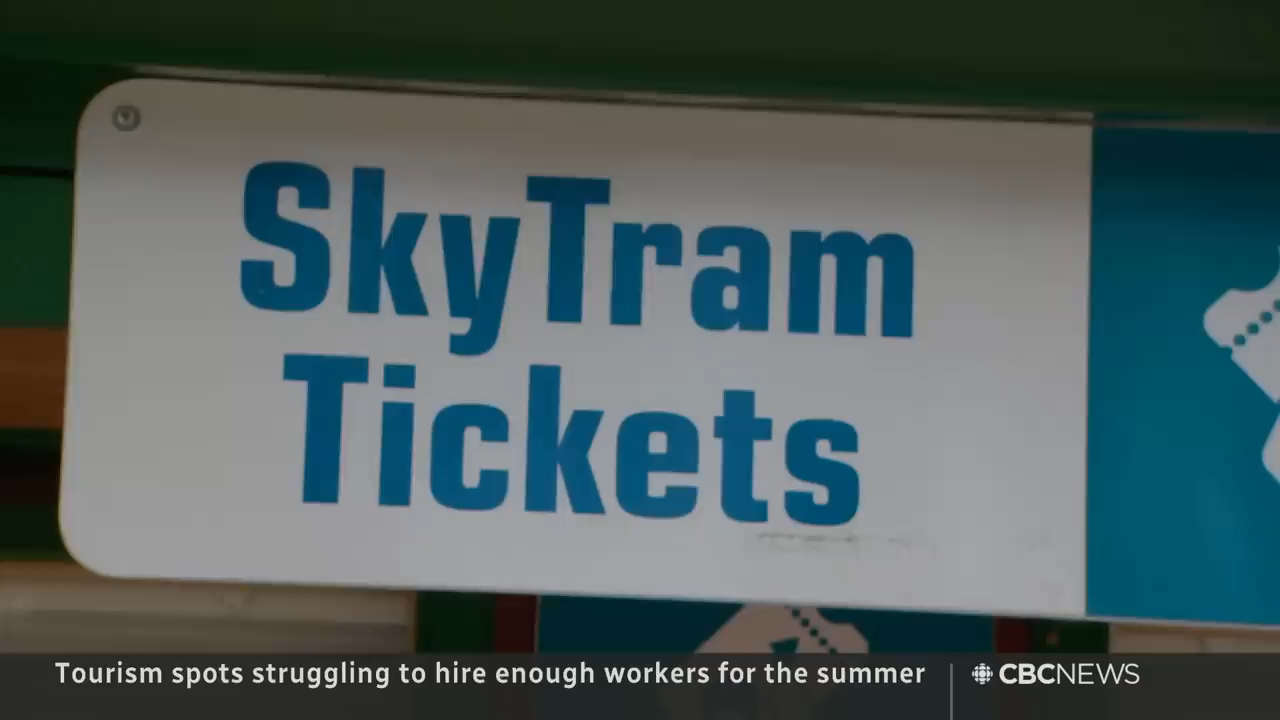 SkyTram
Tickets
Tourism spots struggling to hire enough workers for the summer
CBCNEWS